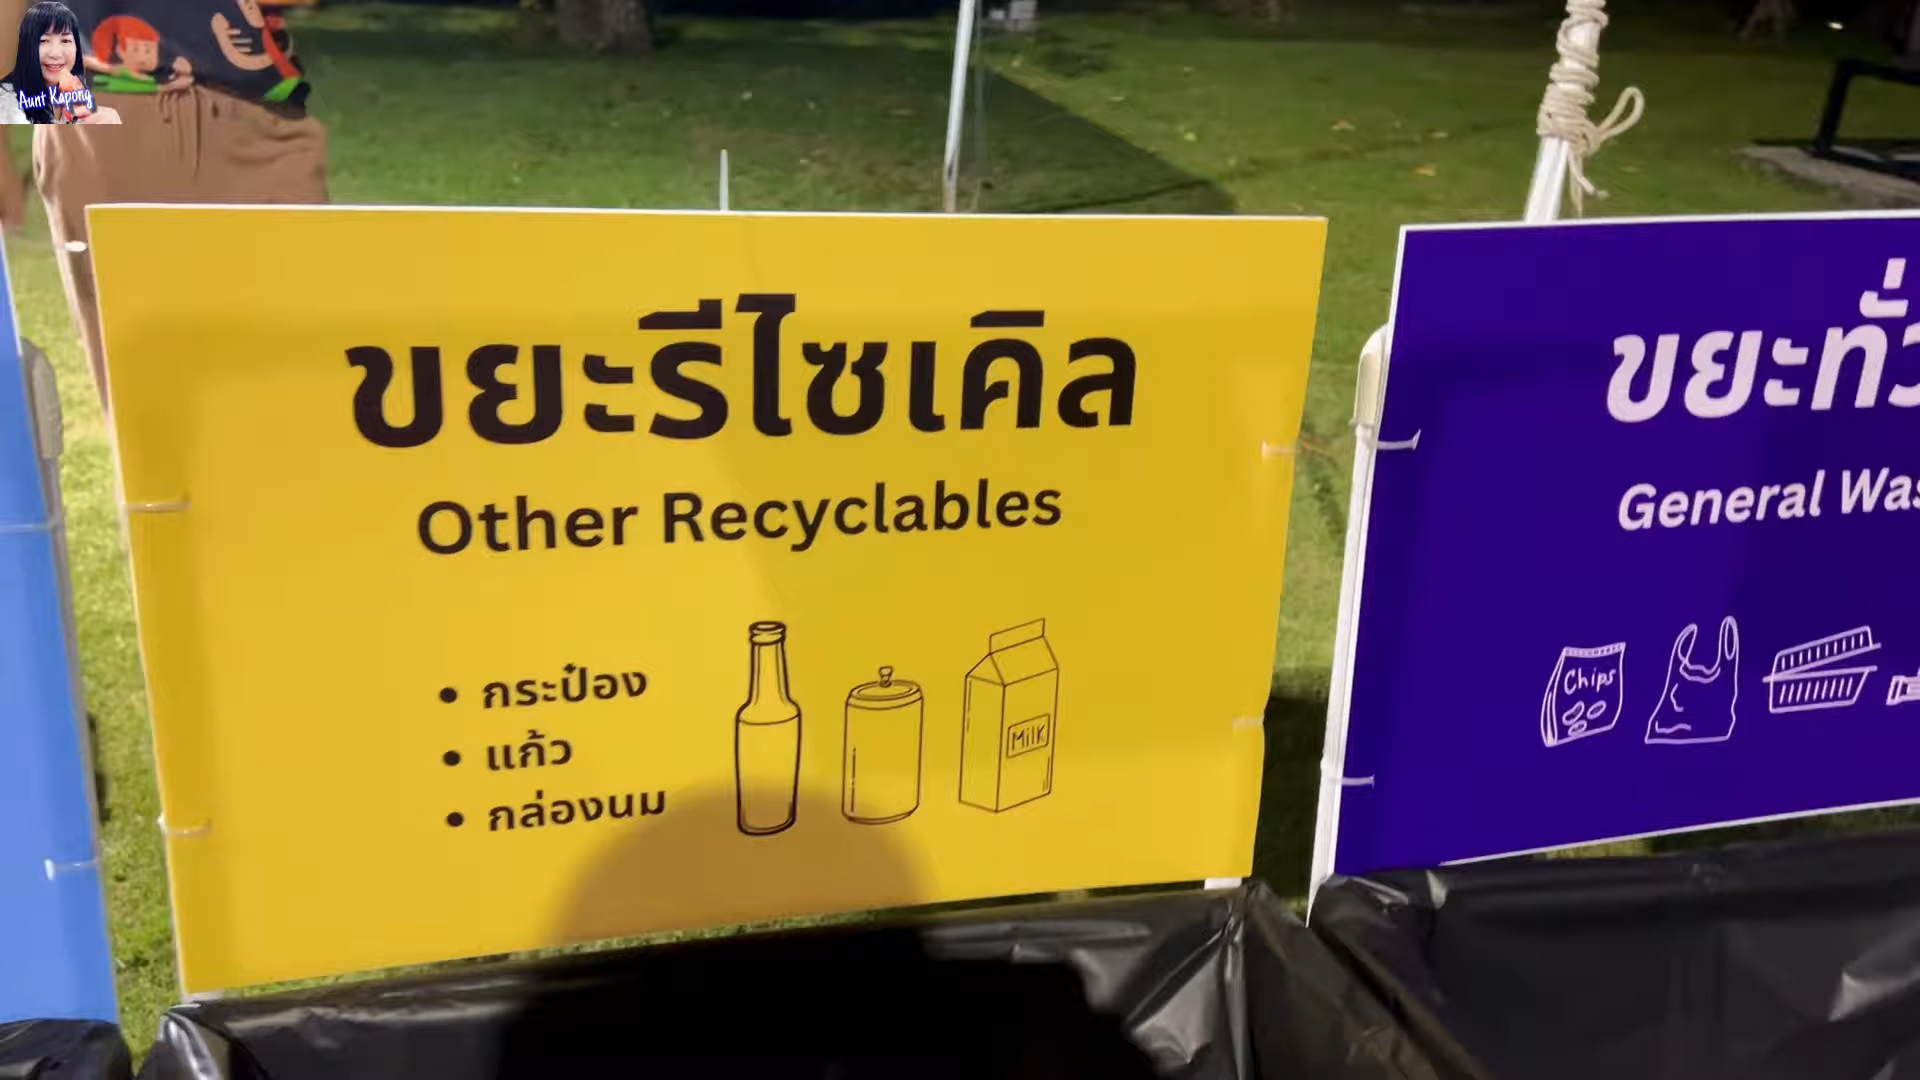 Aunt Kapong
ขยะรีไซเคิล
Other Recyclables
• กระป๋อง
• แก้ว
• กล่องนม
Milk
ขยะทั่ว
General Was
Chips